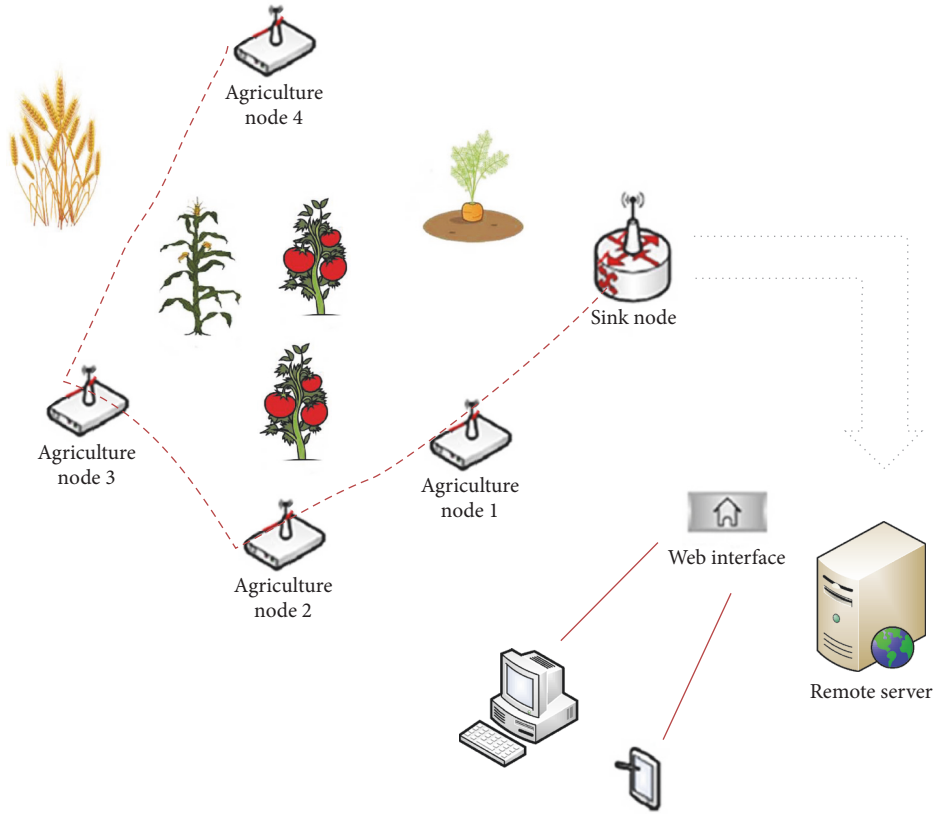 Agriculture
node 4
Sink node
Agriculture
node 3
Agriculture
node 1
Agriculture
node 2
Web interface
Remote server